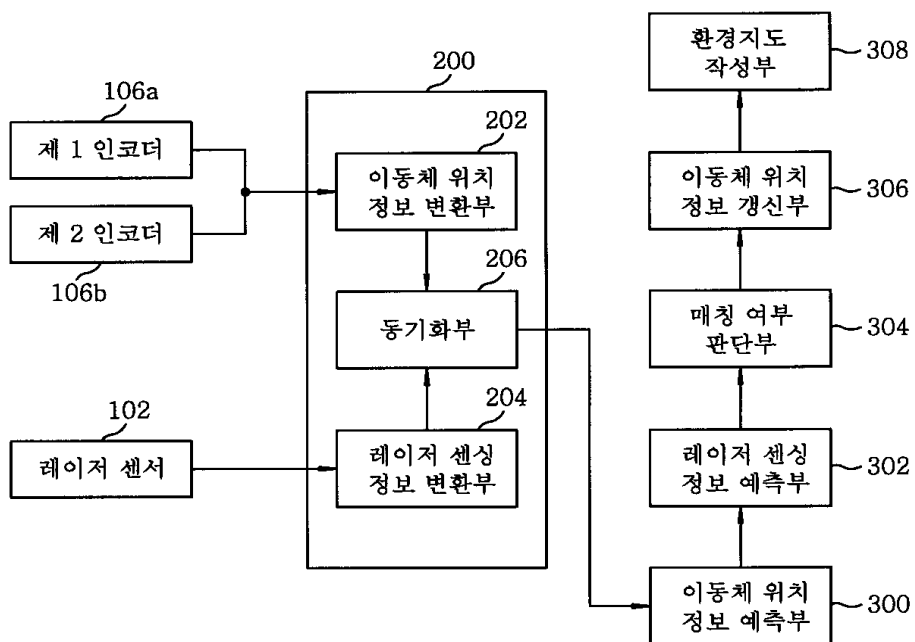 106a
제 1 인코더
제 2 인코더
106b
102
레이저 센서
200
202
이동체 위치
정보 변환부
206
동기화부
204
레이저 센싱
정보 변환부
환경지도
작성부
308
이동체 위치
정보 갱신부
306
매칭 여부
판단부
304
레이저 센싱
정보 예측부
302
이동체 위치
정보 예측부
300